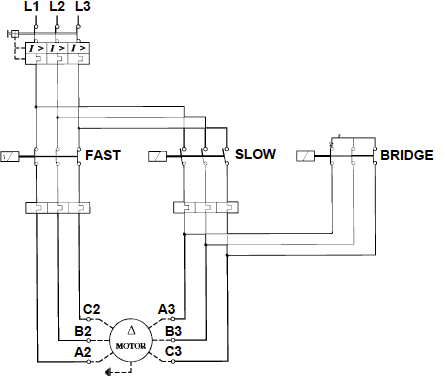 L1 L2 L3
I > I > I >
FAST
SLOW
BRIDGE
C2 A3
Δ
B2 MOTOR B3
A2 C3